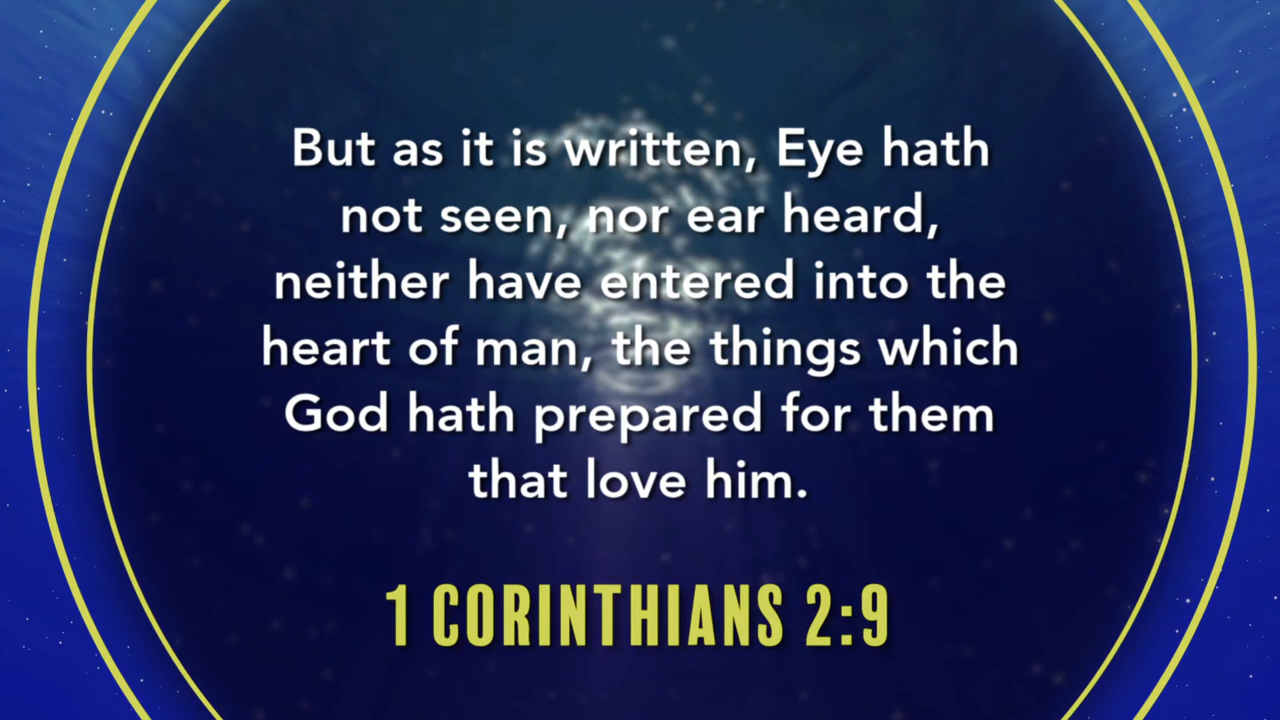 But as it is written, Eye hath
not seen, nor ear heard,
neither have entered into the
heart of man, the things which
God hath prepared for them
that love him.
1 CORINTHIANS 2:9